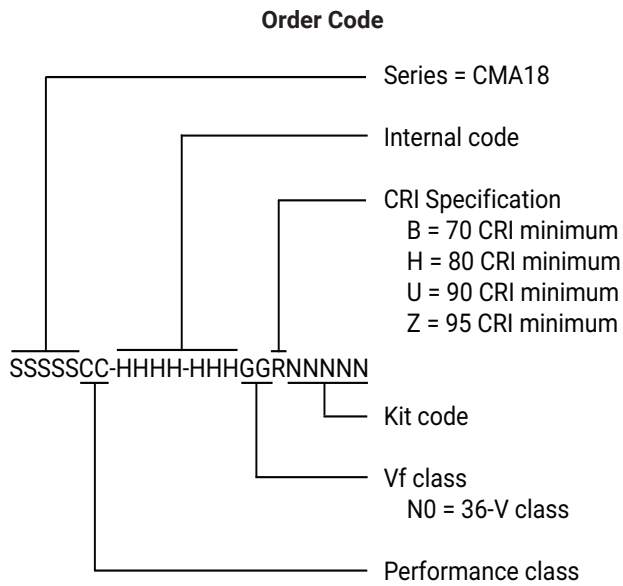 Order Code
Series = CMA18
Internal code
CRI Specification
B = 70 CRI minimum
H = 80 CRI minimum
U = 90 CRI minimum
Z = 95 CRI minimum
SSSSSCC-HHHH-HHHGGRNNNNN
Kit code
Vf class
N0 = 36-V class
Performance class